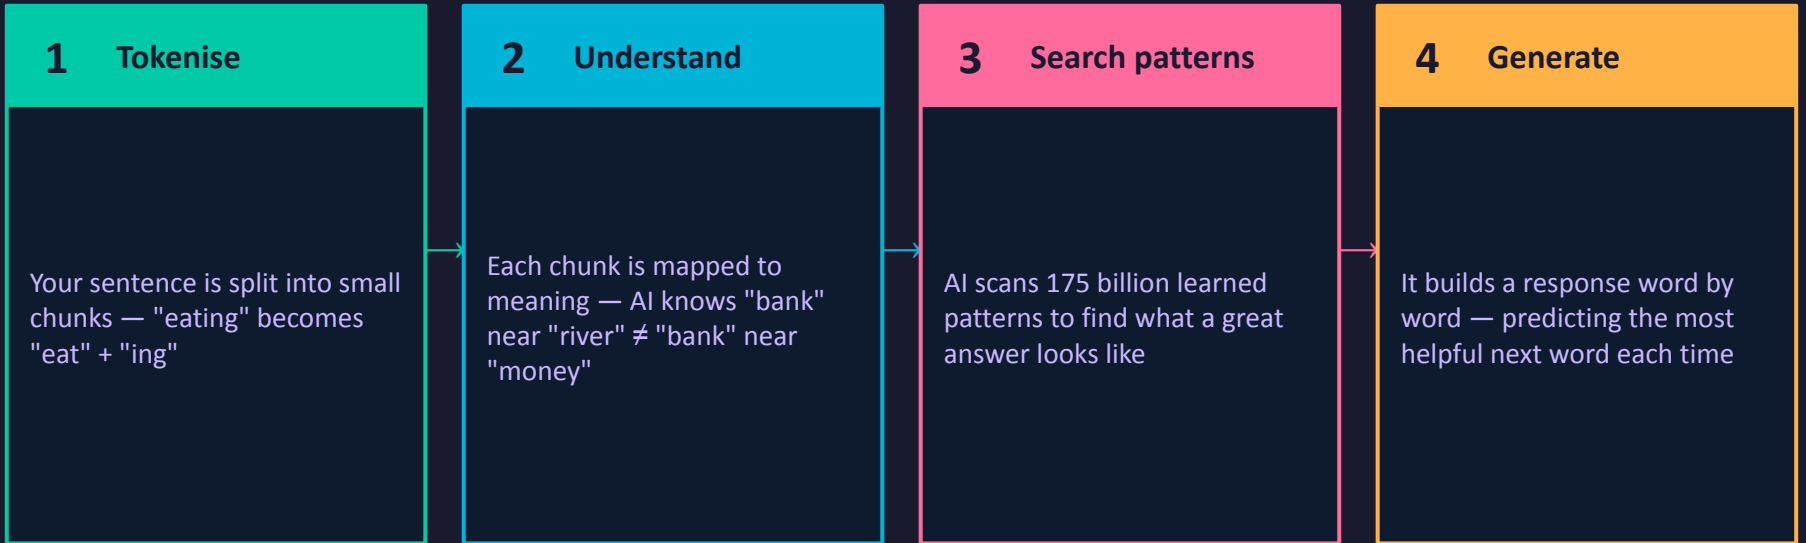 1 Tokenise
Your sentence is split into small
chunks — "eating" becomes
"eat" + "ing"
2 Understand
Each chunk is mapped to
meaning — AI knows "bank"
near "river" ≠ "bank" near
"money"
3 Search patterns
AI scans 175 billion learned
patterns to find what a great
answer looks like
4 Generate
It builds a response word by
word — predicting the most
helpful next word each time